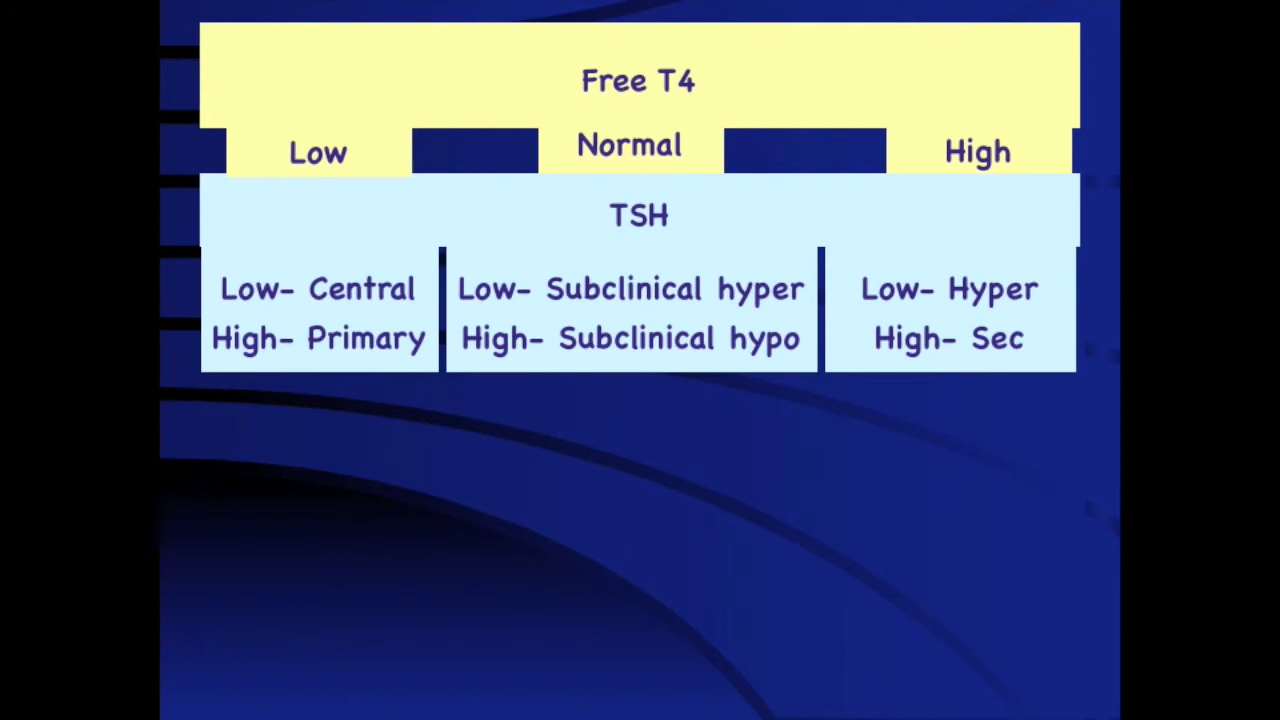 Free T4
Low
Normal
High
TSH
Low- Central
High- Primary
Low- Subclinical hyper
High- Subclinical hypo
Low- Hyper
High- Sec